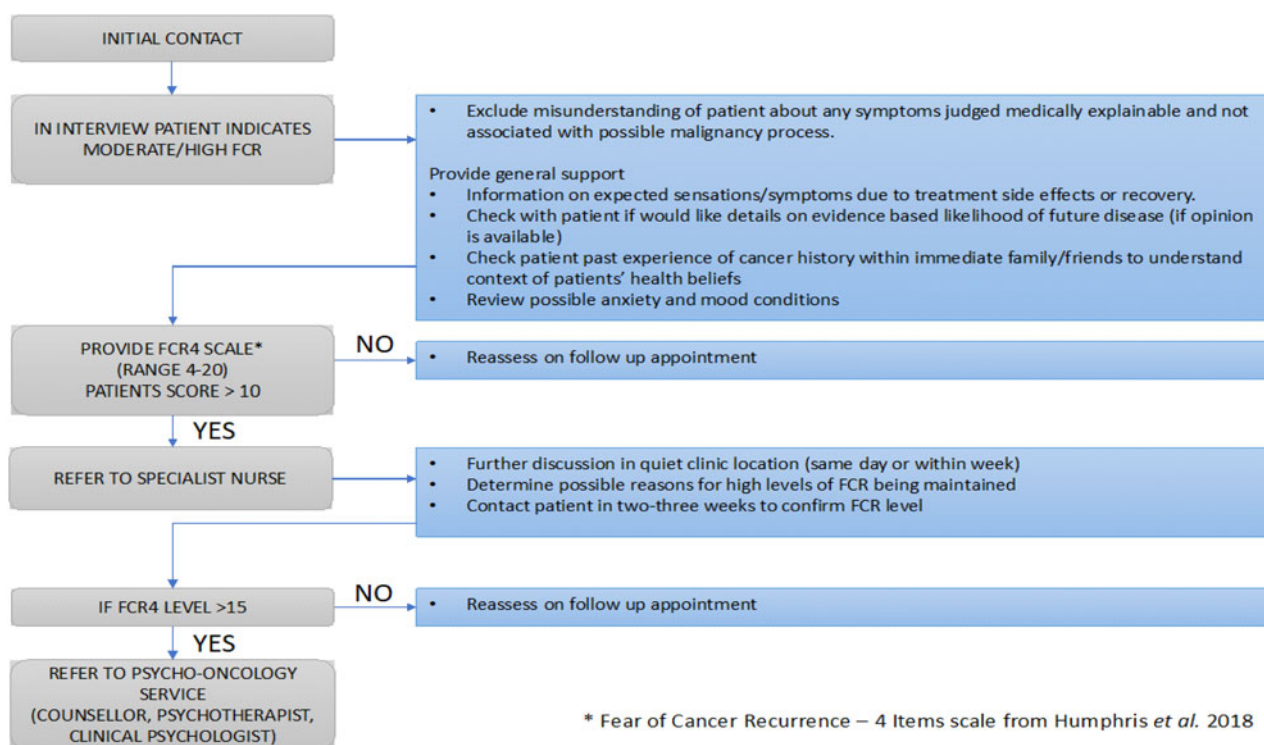 INITIAL CONTACT
IN INTERVIEW PATIENT INDICATES
MODERATE/HIGH FCR
• Exclude misunderstanding of patient about any symptoms judged medically explainable and not
associated with possible malignancy process.
Provide general support
• Information on expected sensations/symptoms due to treatment side effects or recovery.
• Check with patient if would like details on evidence based likelihood of future disease (if opinion
is available)
• Check patient past experience of cancer history within immediate family/friends to understand
context of patients’ health beliefs
• Review possible anxiety and mood conditions
PROVIDE FCR4 SCALE*
(RANGE 4-20)
PATIENTS SCORE > 10
NO
• Reassess on follow up appointment
YES
REFER TO SPECIALIST NURSE
• Further discussion in quiet clinic location (same day or within week)
• Determine possible reasons for high levels of FCR being maintained
• Contact patient in two-three weeks to confirm FCR level
IF FCR4 LEVEL >15
NO
• Reassess on follow up appointment
YES
REFER TO PSYCHO-ONCOLOGY
SERVICE
(COUNSELLOR, PSYCHOTHERAPIST,
CLINICAL PSYCHOLOGIST)
* Fear of Cancer Recurrence – 4 Items scale from Humphris et al. 2018